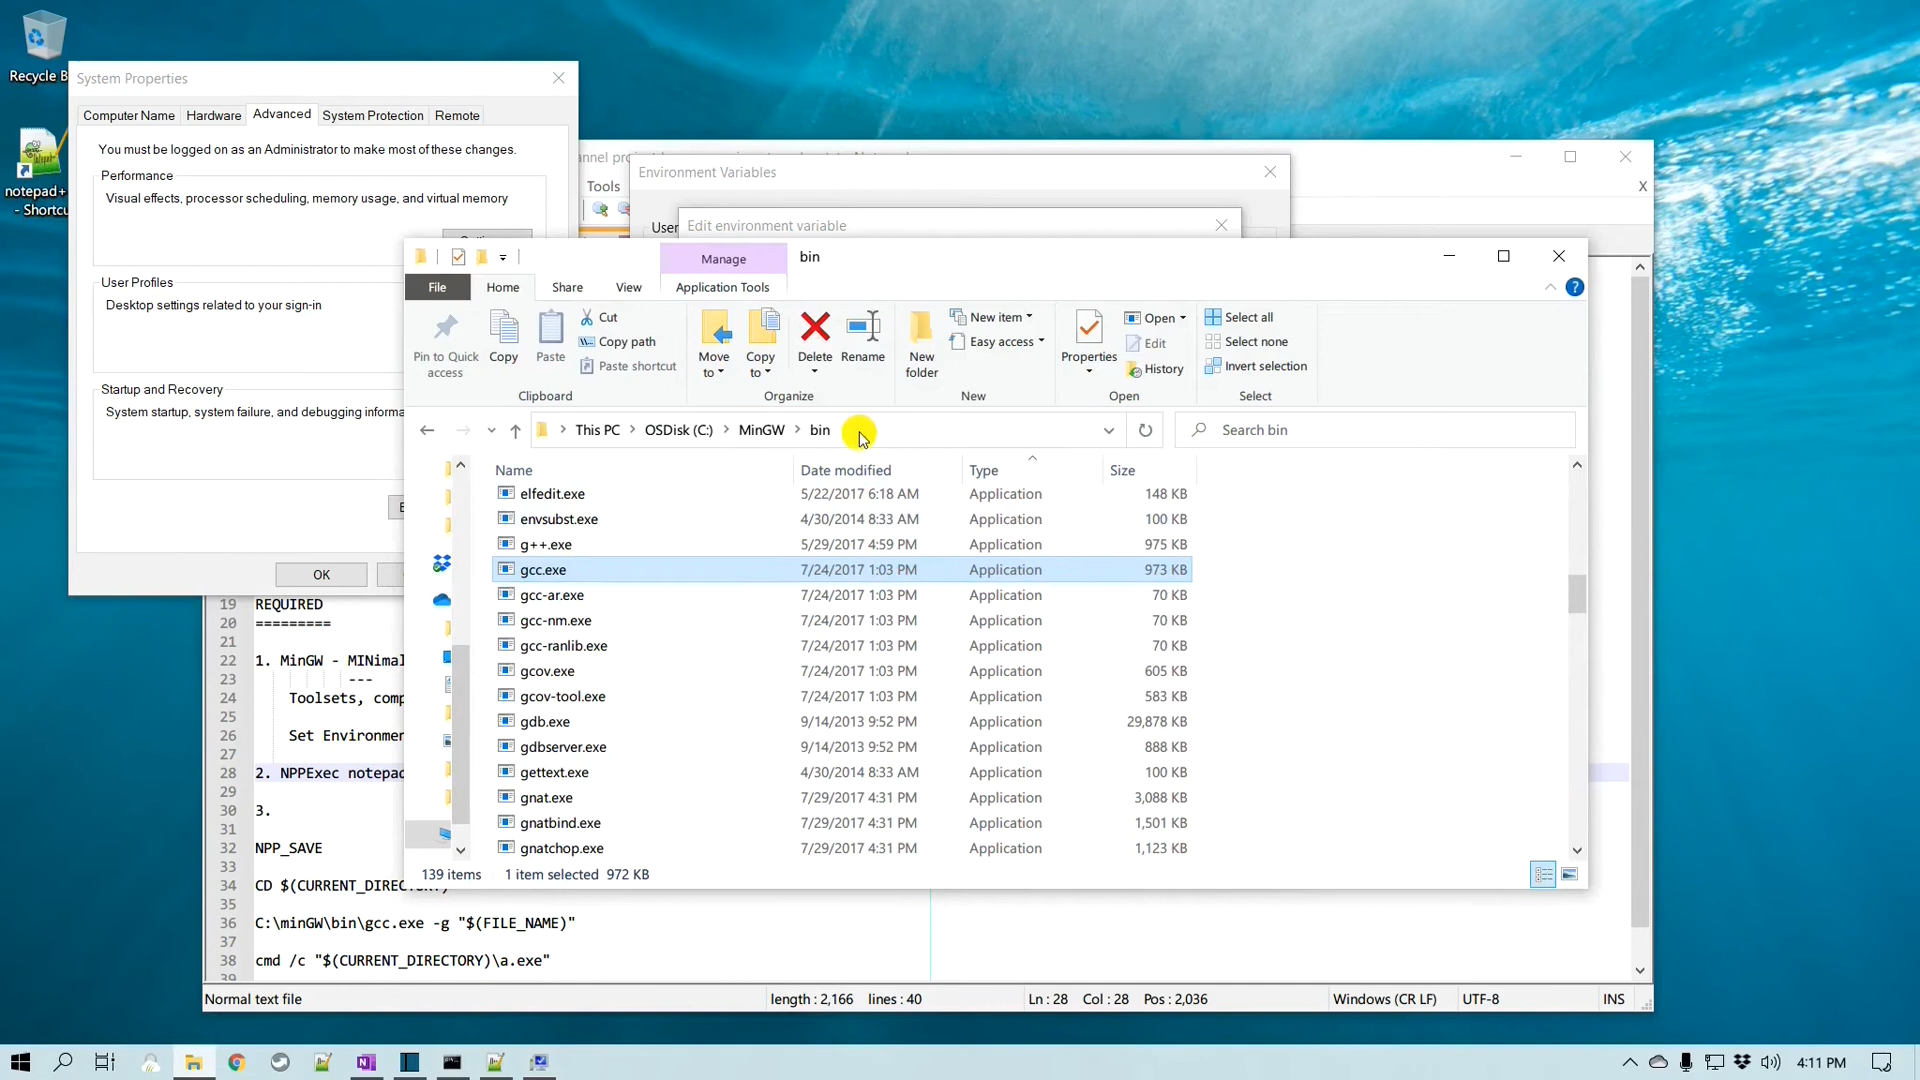 Recycle B
System Properties
Computer Name
Hardware
Advanced
System Protection
Remote
You must be logged on as an Administrator to make most of these changes.
Performance
Visual effects, processor scheduling, memory usage, and virtual memory
User Profiles
Desktop settings related to your sign-in
Startup and Recovery
System startup, system failure, and debugging informa
OK
notepad+
- Shortcu
Tools
X
Environment Variables
User
Edit environment variable
Manage
bin
File
Home
Share
View
Application Tools
Pin to Quick
access
Copy
Paste
Cut
Copy path
Paste shortcut
Clipboard
Move
to
Copy
to
Delete
Rename
Organize
New
folder
New item
Easy access
New
Properties
Open
Edit
History
Open
Select all
Select none
Invert selection
Select
This PC
OSDisk (C:)
MinGW
bin
Search bin
Name Date modified Type Size
elfedit.exe 5/22/2017 6:18 AM Application 148 KB
envsubst.exe 4/30/2014 8:33 AM Application 100 KB
g++.exe 5/29/2017 4:59 PM Application 975 KB
gcc.exe 7/24/2017 1:03 PM Application 973 KB
gcc-ar.exe 7/24/2017 1:03 PM Application 70 KB
gcc-nm.exe 7/24/2017 1:03 PM Application 70 KB
gcc-ranlib.exe 7/24/2017 1:03 PM Application 70 KB
gcov.exe 7/24/2017 1:03 PM Application 605 KB
gcov-tool.exe 7/24/2017 1:03 PM Application 583 KB
gdb.exe 9/14/2013 9:52 PM Application 29,878 KB
gdbserver.exe 9/14/2013 9:52 PM Application 888 KB
gettext.exe 4/30/2014 8:33 AM Application 100 KB
gnat.exe 7/29/2017 4:31 PM Application 3,088 KB
gnatbind.exe 7/29/2017 4:31 PM Application 1,501 KB
gnatchop.exe 7/29/2017 4:31 PM Application 1,123 KB
139 items 1 item selected 972 KB
19 REQUIRED
20 =========
21
22 1. MinGW - MINimal
23 ---
24 Toolsets, comp
25
26 Set Environmen
27
28 2. NPPExec notepad
29
30 3.
31
32 NPP_SAVE
33
34 CD $(CURRENT_DIRECTORY)
35
36 C:\minGW\bin\gcc.exe -g "$(FILE_NAME)"
37
38 cmd /c "$(CURRENT_DIRECTORY)\a.exe"
39
Normal text file
length : 2,166 lines : 40
Ln : 28 Col : 28 Pos : 2,036
Windows (CR LF)
UTF-8
INS
4:11 PM